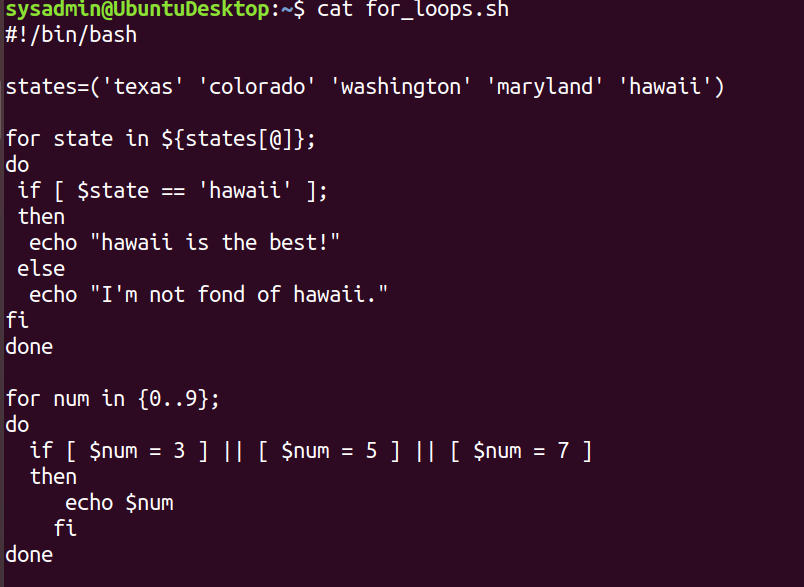 sysadmin@UbuntuDesktop:~$ cat for_loops.sh
#!/bin/bash

states=('texas' 'colorado' 'washington' 'maryland' 'hawaii')

for state in ${states[@]};
do
 if [ $state == 'hawaii' ];
 then
  echo "hawaii is the best!"
 else
  echo "I'm not fond of hawaii."
fi
done

for num in {0..9};
do
  if [ $num = 3 ] || [ $num = 5 ] || [ $num = 7 ]
  then
     echo $num
    fi
done